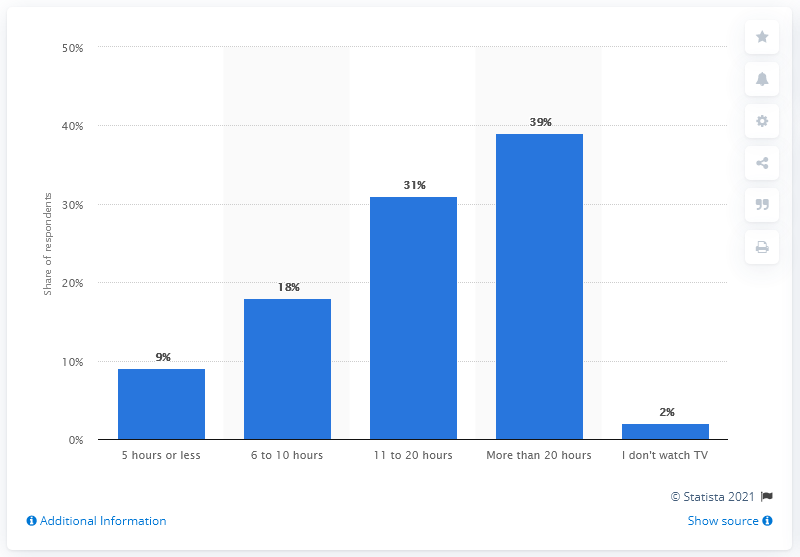 50%
40%
30%
20%
10%
0%
Share of respondents
9%
18%
31%
39%
2%
5 hours or less
6 to 10 hours
11 to 20 hours
More than 20 hours
I don't watch TV
© Statista 2021
Additional Information
Show source